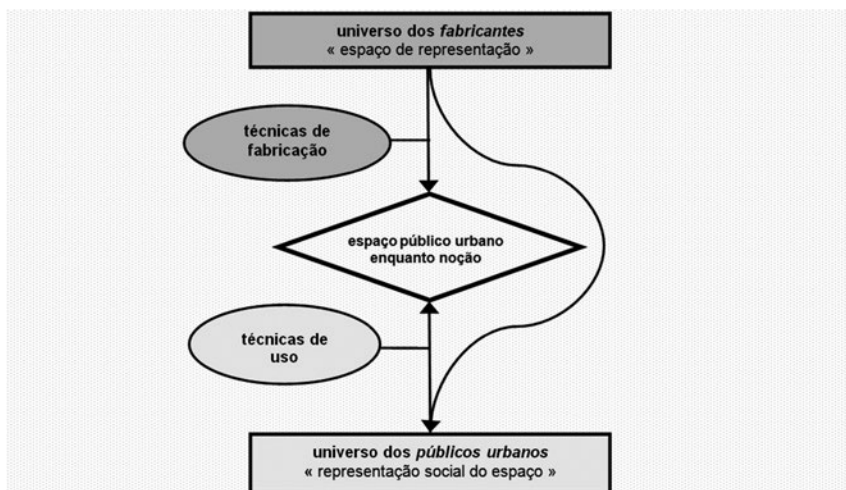 universo dos fabricantes
« espaço de representação »
técnicas de
fabricação
espaço público urbano
enquanto noção
técnicas de
uso
universo dos públicos urbanos
« representação social do espaço »